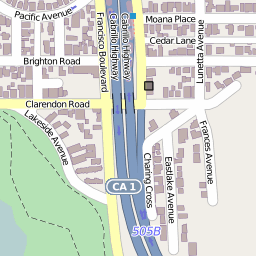 Pacific Avenue
Moana Place
Cedar Lane
Cabrillo Highway
Cabrillo Highway
Francisco Boulevard
Lunetta Avenue
Brighton Road
Clarendon Road
Lakeside Avenue
Frances Avenue
Charing Cross
Eastlake Avenue
CA 1
505B